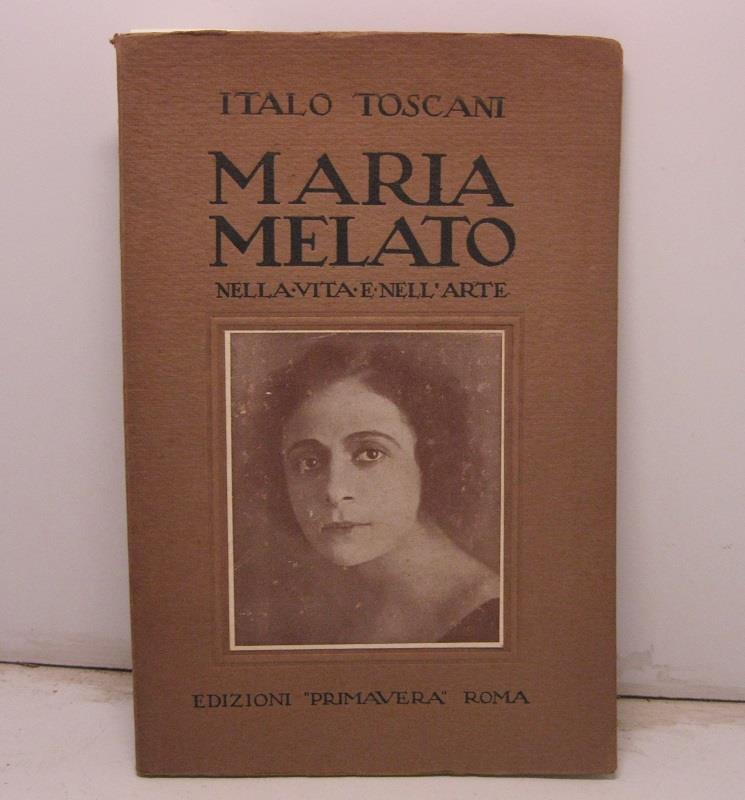 ITALO TOSCANI
MARIA
MELATO
NELLA·VITA·E·NELL'ARTE
EDIZIONI "PRIMAVERA" ROMA